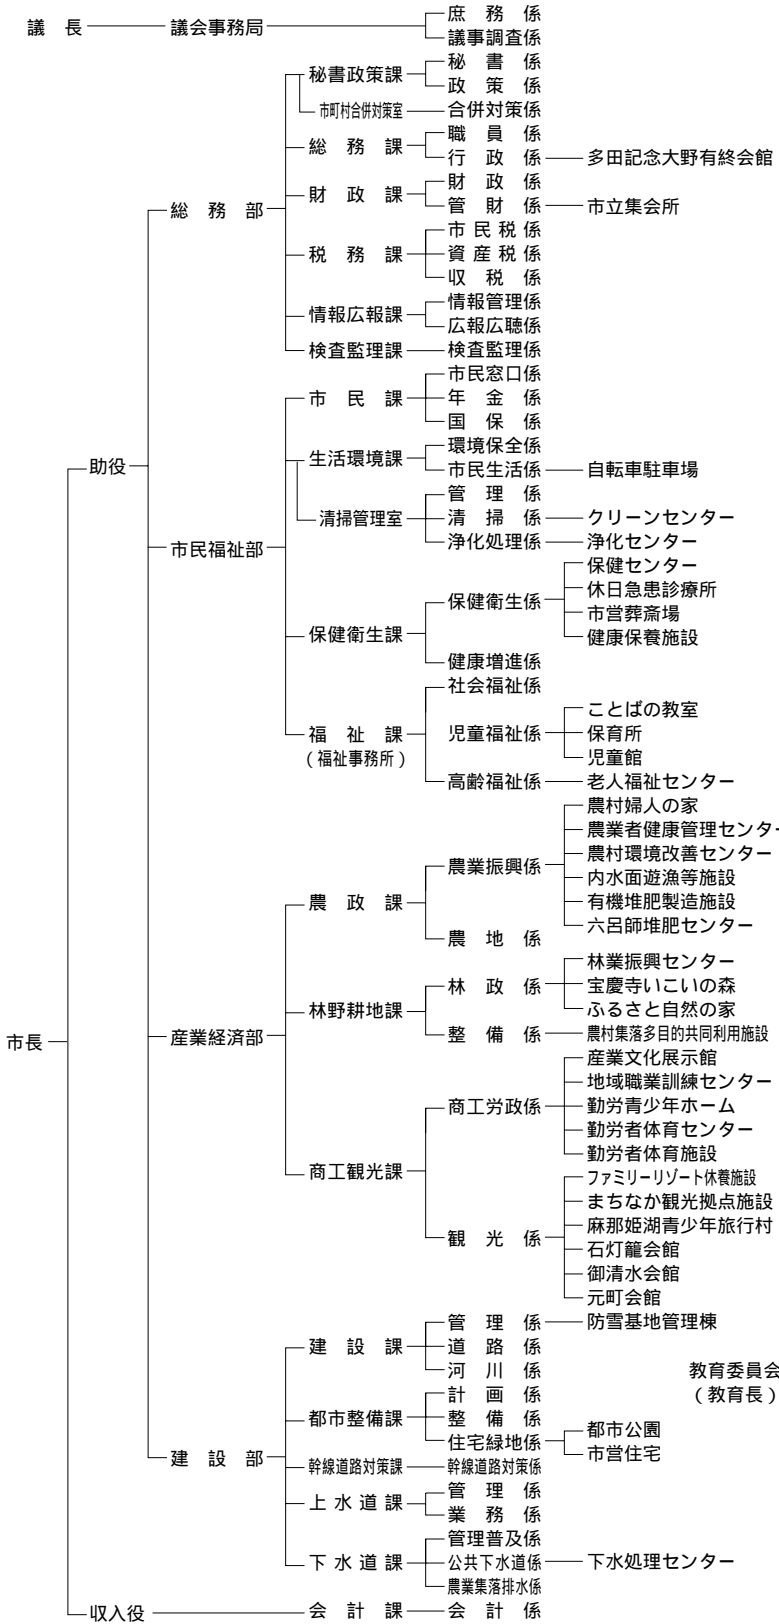 議長 議会事務局 庶務係
議事調査係
秘書政策課 秘書係
政策係
市町村合併対策室 合併対策係
総務課 職員係
行政係 多田記念大野有終会館
財政課 財政係
総務部 管財係 市立集会所
税務課 市民税係
資産税係
収税係
情報広報課 情報管理係
広報広聴係
検査監理課 検査監理係
市民課 市民窓口係
年金係
国保係
生活環境課 環境保全係
助役 市民生活係 自転車駐車場
清掃管理室 管理係
清掃係 クリーンセンター
市民福祉部 浄化処理係 浄化センター
保健衛生課 保健衛生係 保健センター
休日急患診療所
市営葬斎場
健康保養施設
健康増進係
福祉課 社会福祉係
(福祉事務所)
児童福祉係 ことばの教室
保育所
児童館
高齢福祉係 老人福祉センター
農政課 農業振興係 農村婦人の家
農業者健康管理センター
農村環境改善センター
内水面遊漁等施設
有機堆肥製造施設
六呂師堆肥センター
農地係
林野耕地課 林政係 林業振興センター
宝慶寺いこいの森
ふるさと自然の家
市長 産業経済部 整備係 農村集落多目的共同利用施設
商工観光課 商工労政係 産業文化展示館
地域職業訓練センター
勤労青少年ホーム
勤労者体育センター
勤労者体育施設
観光係 ファミリーリゾート休養施設
まちなか観光拠点施設
麻那姫湖青少年旅行村
石灯籠会館
御清水会館
元町会館
建設課 管理係 防雪基地管理棟
道路係
河川係 教育委員会
(教育長)
都市整備課 計画係
整備係
住宅緑地係 都市公園
市営住宅
建設部 幹線道路対策課 幹線道路対策係
上水道課 管理係
業務係
下水道課 管理普及係
公共下水道係 下水処理センター
農業集落排水係
収入役 会計課 会計係